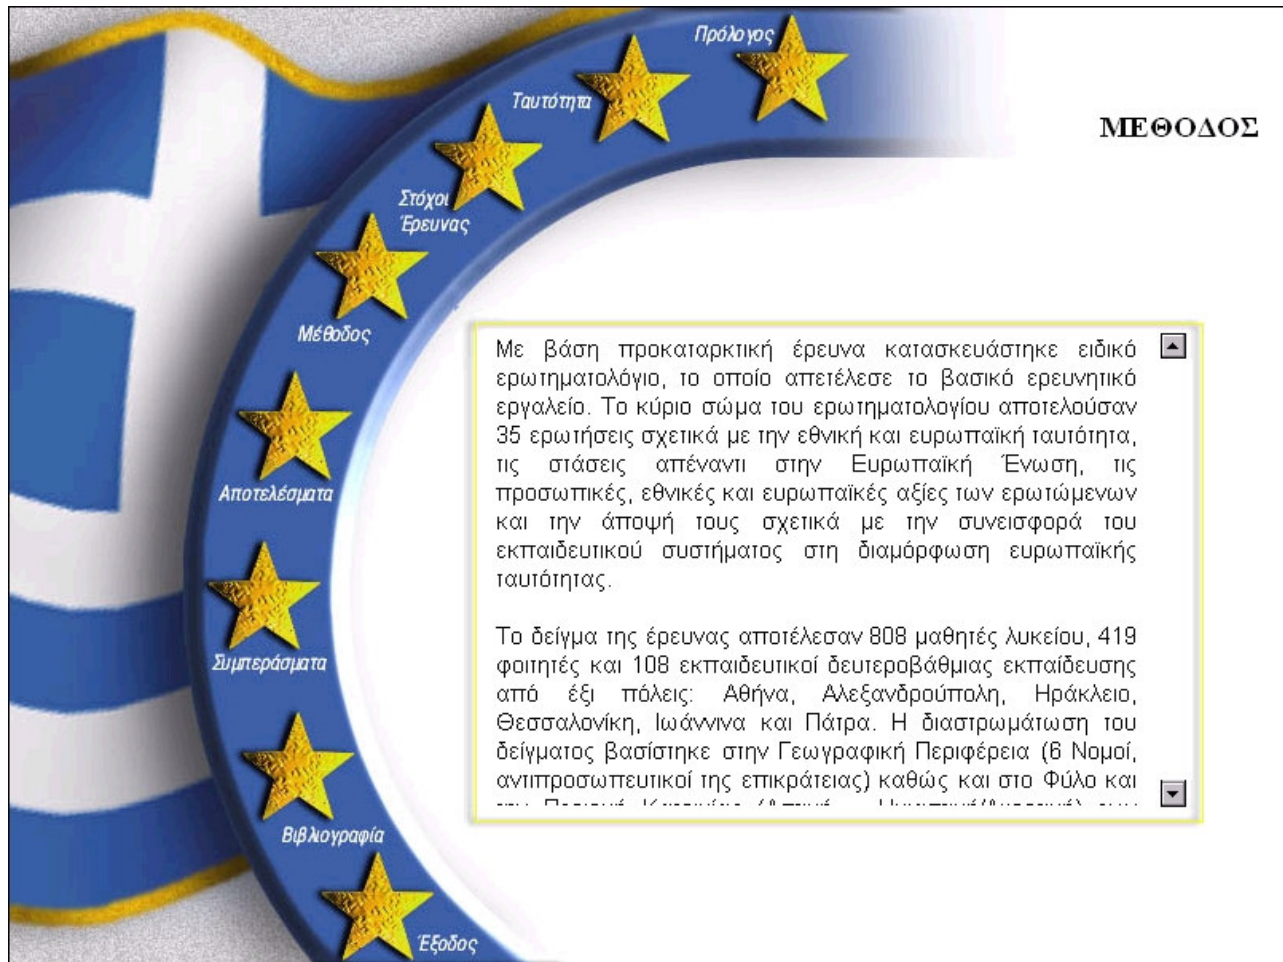 Πρόλογος
Ταυτότητα
Στόχοι
Έρευνας
Μέθοδος
Αποτελέσματα
Συμπεράσματα
Βιβλιογραφία
Έξοδος
ΜΕΘΟΔΟΣ
Με βάση προκαταρκτική έρευνα κατασκευάστηκε ειδικό
ερωτηματολόγιο, το οποίο απετέλεσε το βασικό ερευνητικό
εργαλείο. Το κύριο σώμα του ερωτηματολογίου αποτελούσαν
35 ερωτήσεις σχετικά με την εθνική και ευρωπαϊκή ταυτότητα,
τις στάσεις απέναντι στην Ευρωπαϊκή Ένωση, τις
προσωπικές, εθνικές και ευρωπαϊκές αξίες των ερωτώμενων
και την άποψή τους σχετικά με την συνεισφορά του
εκπαιδευτικού συστήματος στη διαμόρφωση ευρωπαϊκής
ταυτότητας.
Το δείγμα της έρευνας αποτέλεσαν 808 μαθητές λυκείου, 419
φοιτητές και 108 εκπαιδευτικοί δευτεροβάθμιας εκπαίδευσης
από έξι πόλεις: Αθήνα, Αλεξανδρούπολη, Ηράκλειο,
Θεσσαλονίκη, Ιωάννινα και Πάτρα. Η διαστρωμάτωση του
δείγματος βασίστηκε στην Γεωγραφική Περιφέρεια (6 Νομοί,
αντιπροσωπευτικοί της επικράτειας) καθώς και στο Φύλο και